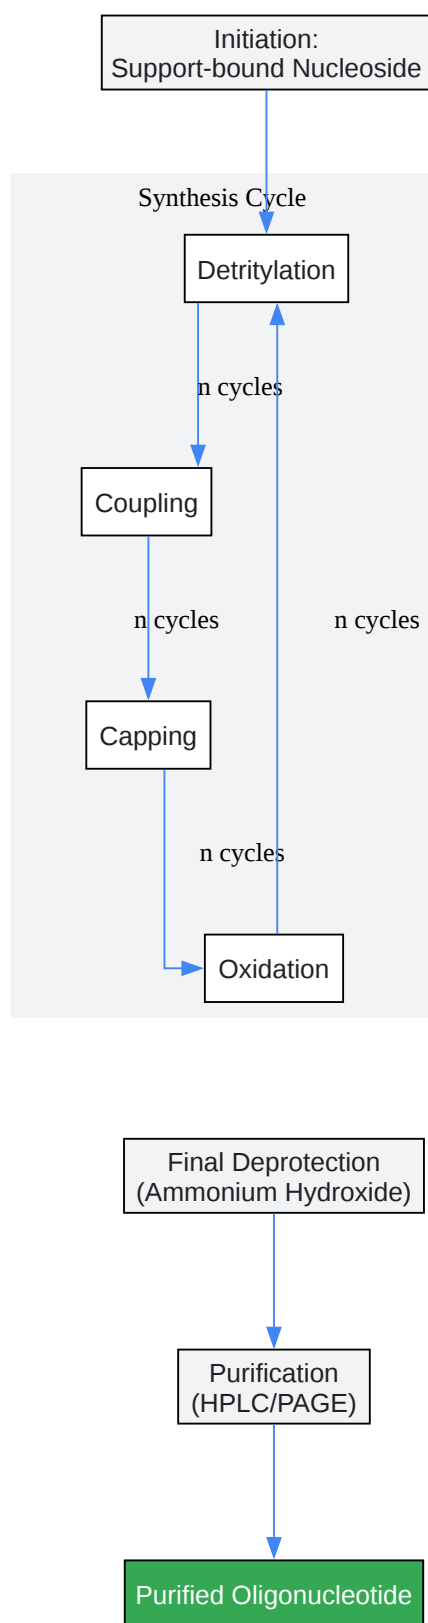 Initiation:
Support-bound Nucleoside
Synthesis Cycle
Detritylation
n cycles
Coupling
n cycles
n cycles
Capping
n cycles
Oxidation
Final Deprotection
(Ammonium Hydroxide)
Purification
(HPLC/PAGE)
Purified Oligonucleotide